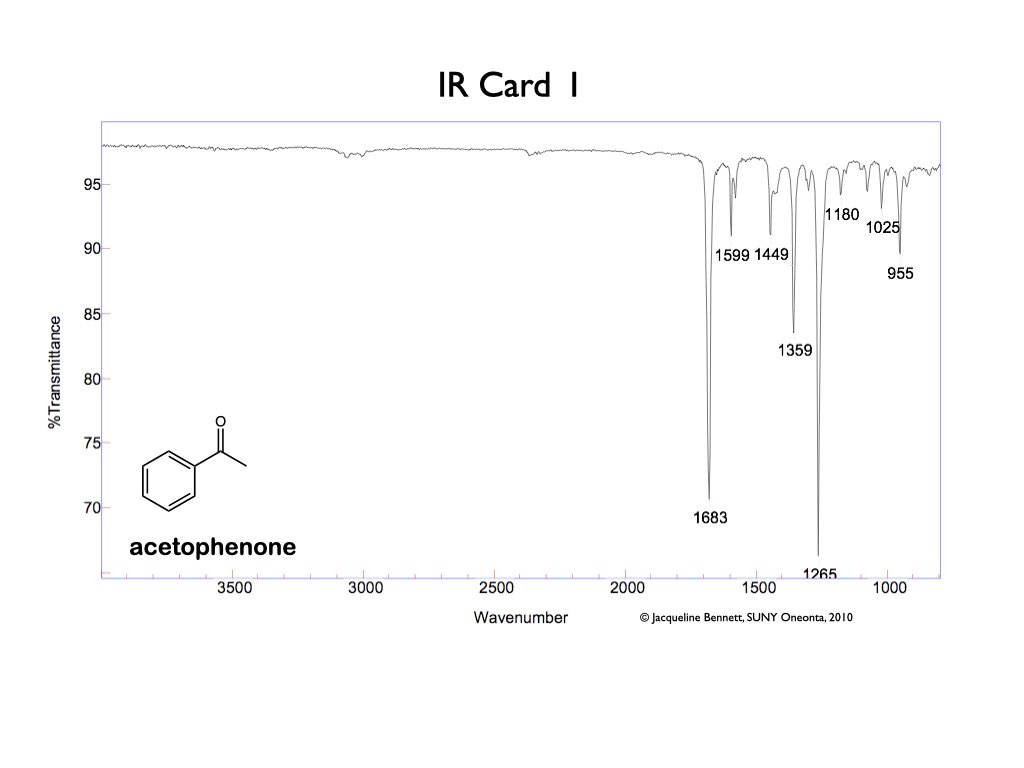 IR Card 1
95
90
85
80
75
70
%Transmittance
1683
1599 1449
1359
1265
1180
1025
955
O
acetophenone
3500 3000 2500 2000 1500 1000
Wavenumber
© Jacqueline Bennett, SUNY Oneonta, 2010